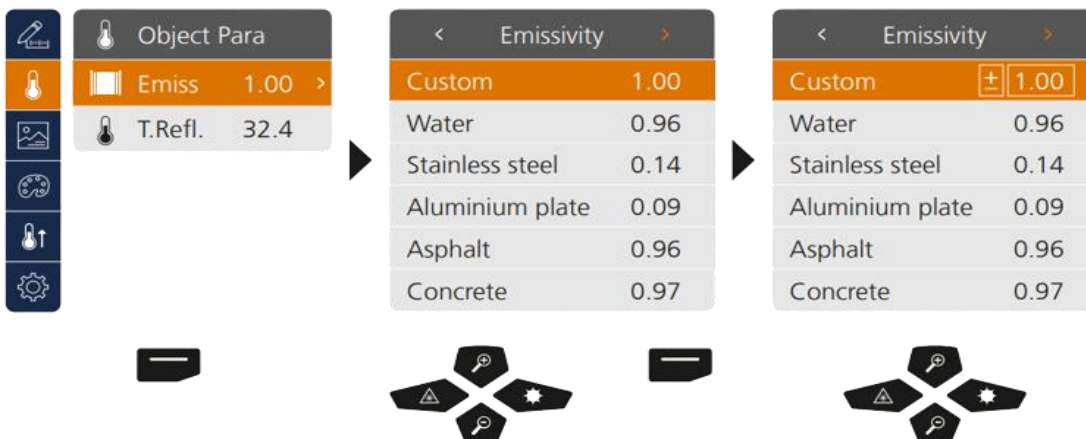 Object Para
Emiss 1.00 >
T.Refl. 32.4
< Emissivity >
Custom 1.00
Water 0.96
Stainless steel 0.14
Aluminium plate 0.09
Asphalt 0.96
Concrete 0.97
< Emissivity >
Custom ± 1.00
Water 0.96
Stainless steel 0.14
Aluminium plate 0.09
Asphalt 0.96
Concrete 0.97